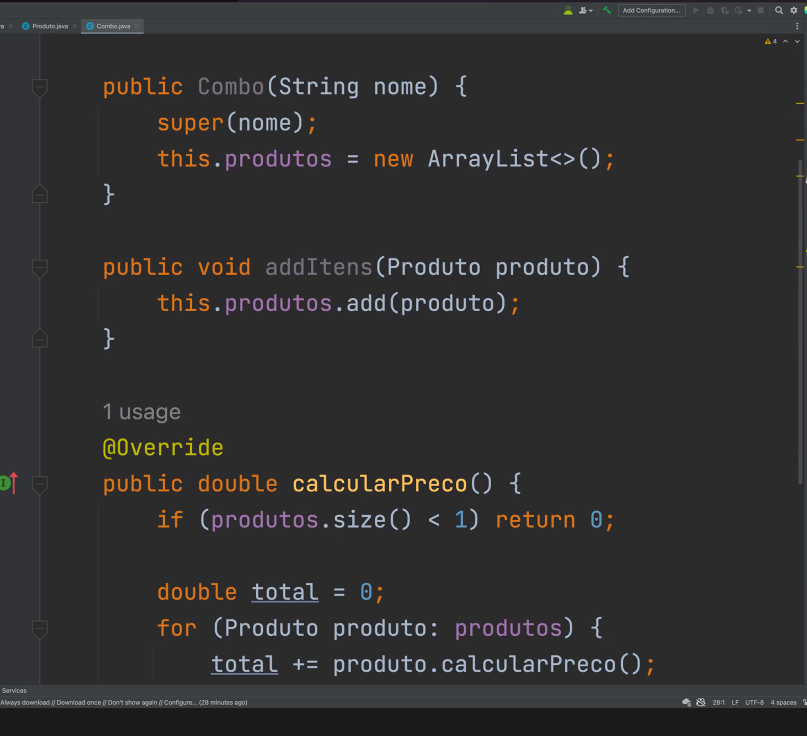 Add Configuration...
Produto.java
Combo.java
4
public Combo(String nome) {
super(nome);
this.produtos = new ArrayList<>();
}
public void addItens(Produto produto) {
this.produtos.add(produto);
}
1 usage
@Override
public double calcularPreco() {
if (produtos.size() < 1) return 0;
double total = 0;
for (Produto produto: produtos) {
total += produto.calcularPreco();
Services
Always download // Download once // Don't show again // Configure... (28 minutes ago)
28:1 LF UTF-8 4 spaces